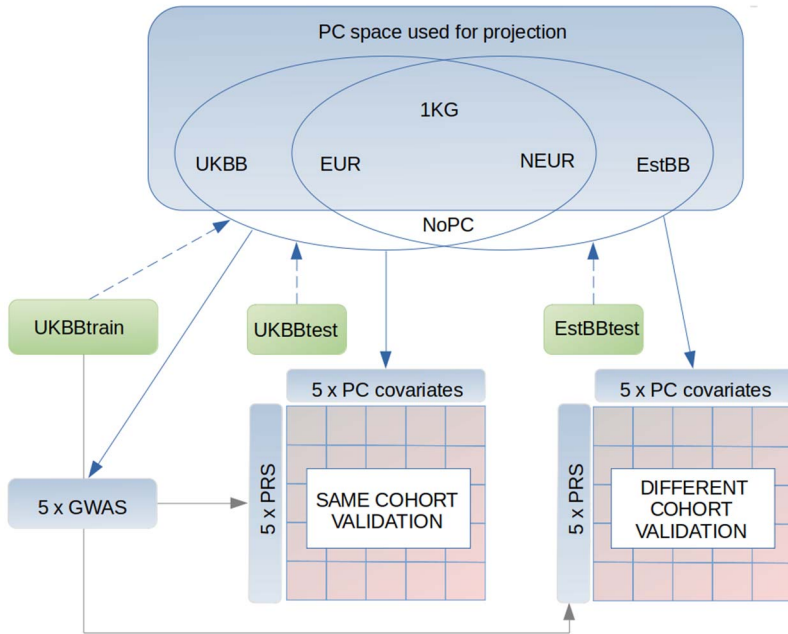 PC space used for projection
1KG
UKBB
EUR
NEUR
EstBB
NoPC
UKBBtrain
UKBBtest
EstBBtest
5 x PC covariates
5 x PC covariates
5 x GWAS
5 x PRS
SAME COHORT
VALIDATION
5 x PRS
DIFFERENT
COHORT
VALIDATION